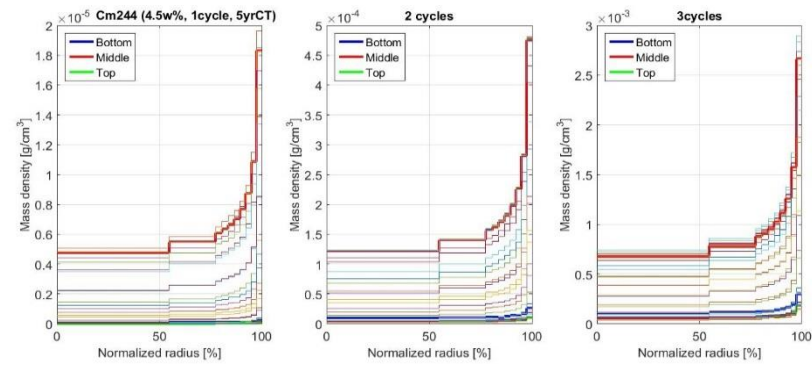 ×10⁻⁵ Cm244 (4.5w%, 1cycle, 5yrCT)
2
1.8
1.6
1.4
1.2
1
0.8
0.6
0.4
0.2
0
Mass density [g/cm³]
Bottom
Middle
Top
0 50 100
Normalized radius [%]
×10⁻⁴ 2 cycles
5
4.5
4
3.5
3
2.5
2
1.5
1
0.5
0
Mass density [g/cm³]
Bottom
Middle
Top
0 50 100
Normalized radius [%]
×10⁻³ 3cycles
3
2.5
2
1.5
1
0.5
0
Mass density [g/cm³]
Bottom
Middle
Top
0 50 100
Normalized radius [%]